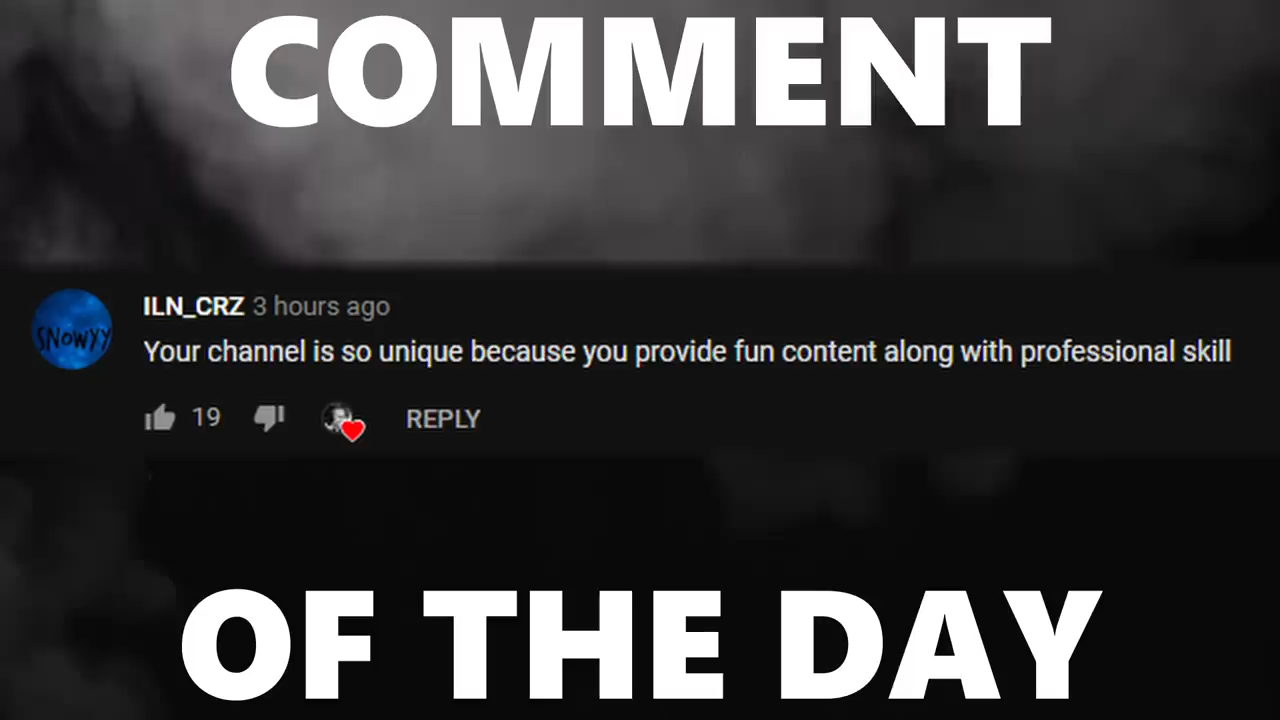 COMMENT
ILN_CRZ 3 hours ago
SNOWYY
Your channel is so unique because you provide fun content along with professional skill
19 REPLY
OF THE DAY